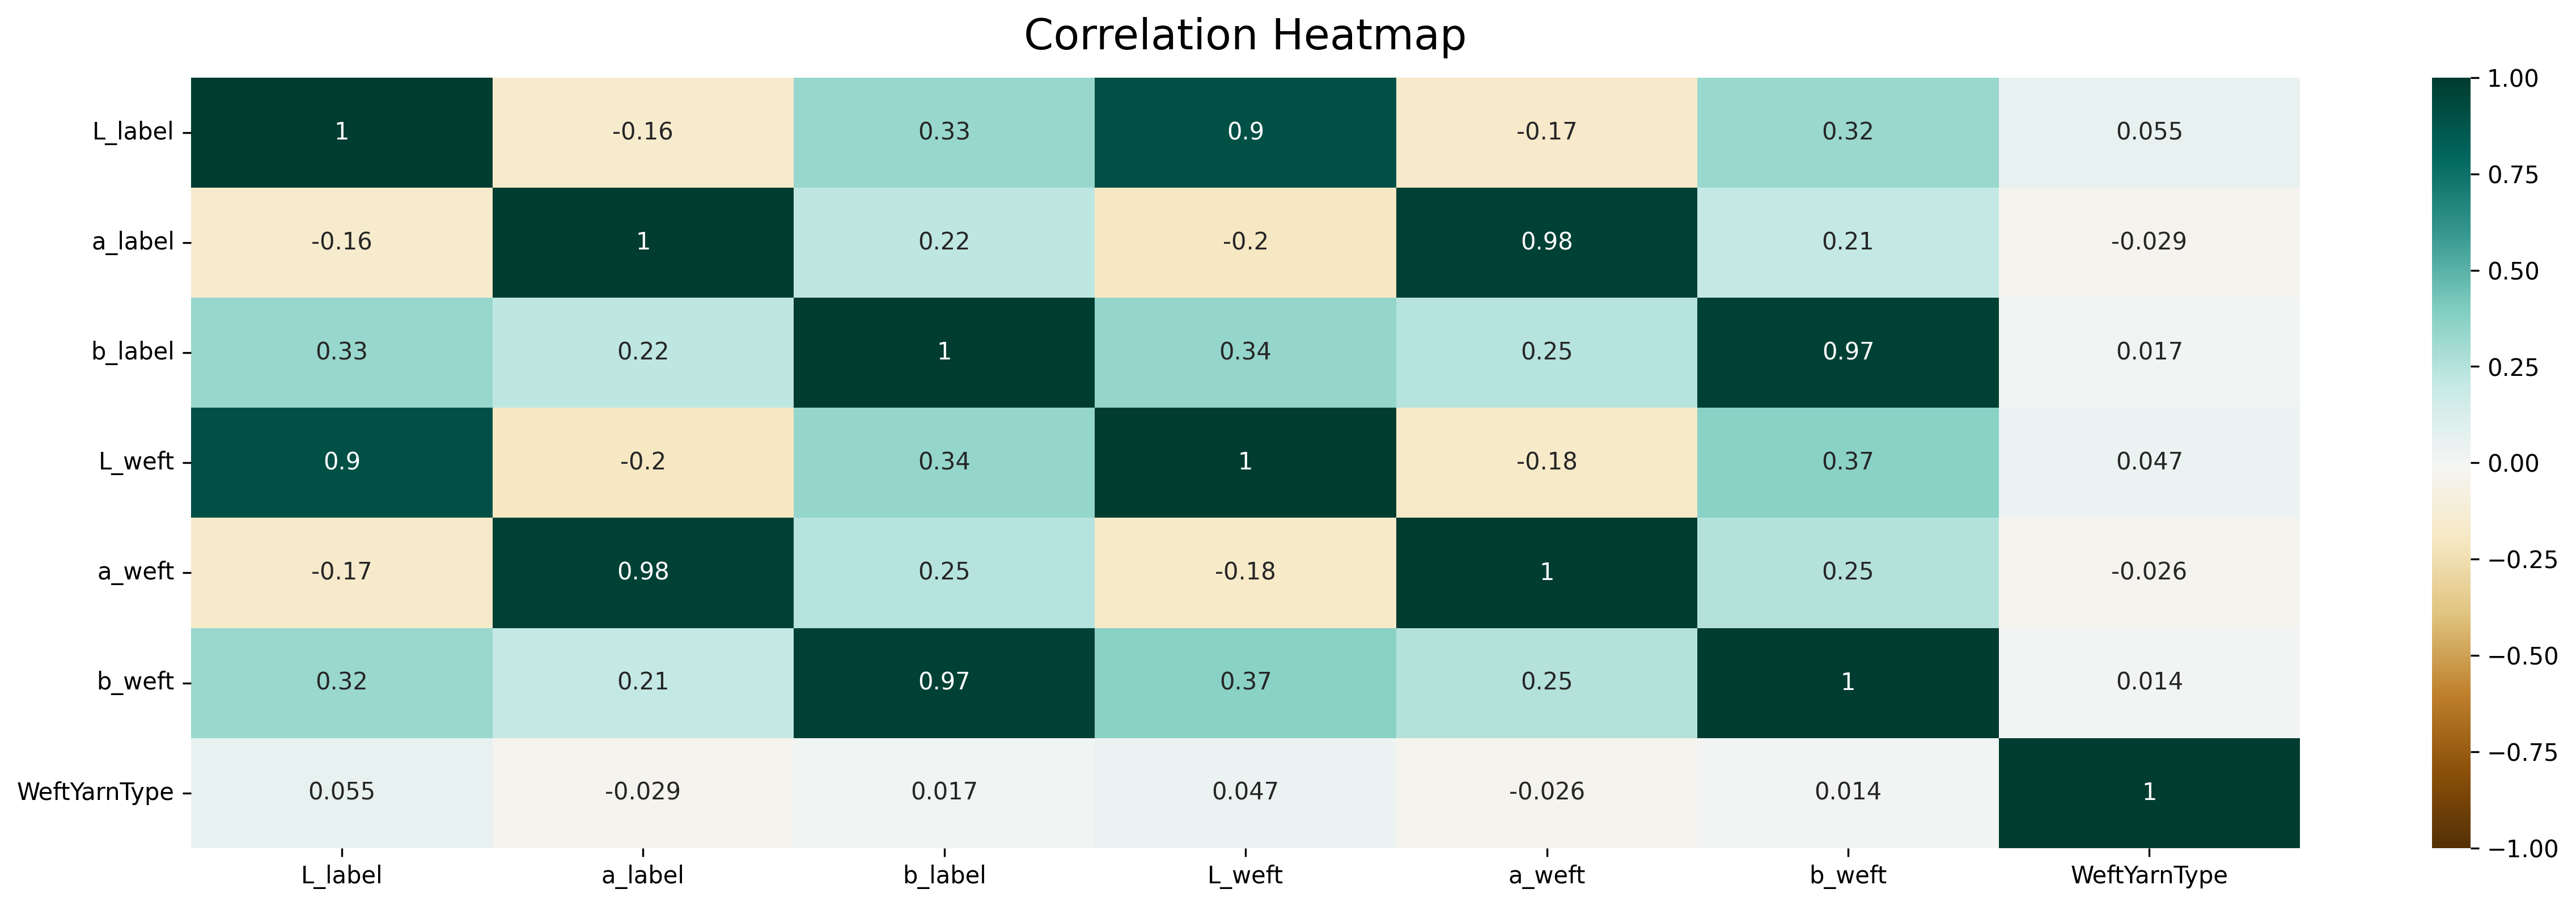 Correlation Heatmap
L_label 1 -0.16 0.33 0.9 -0.17 0.32 0.055
a_label -0.16 1 0.22 -0.2 0.98 0.21 -0.029
b_label 0.33 0.22 1 0.34 0.25 0.97 0.017
L_weft 0.9 -0.2 0.34 1 -0.18 0.37 0.047
a_weft -0.17 0.98 0.25 -0.18 1 0.25 -0.026
b_weft 0.32 0.21 0.97 0.37 0.25 1 0.014
WeftYarnType 0.055 -0.029 0.017 0.047 -0.026 0.014 1
L_label a_label b_label L_weft a_weft b_weft WeftYarnType
1.00
0.75
0.50
0.25
0.00
−0.25
−0.50
−0.75
−1.00